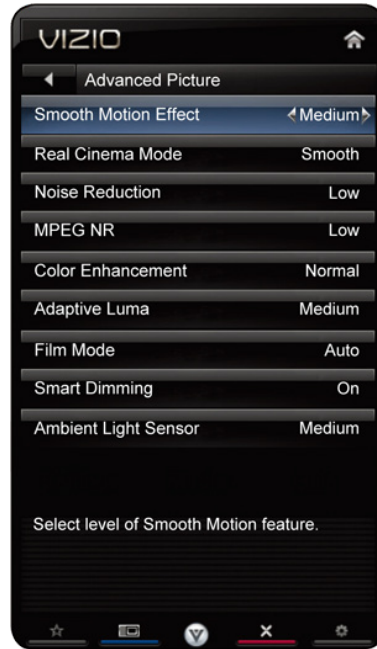 VIZIO
Advanced Picture
Smooth Motion Effect Medium
Real Cinema Mode Smooth
Noise Reduction Low
MPEG NR Low
Color Enhancement Normal
Adaptive Luma Medium
Film Mode Auto
Smart Dimming On
Ambient Light Sensor Medium
Select level of Smooth Motion feature.
V